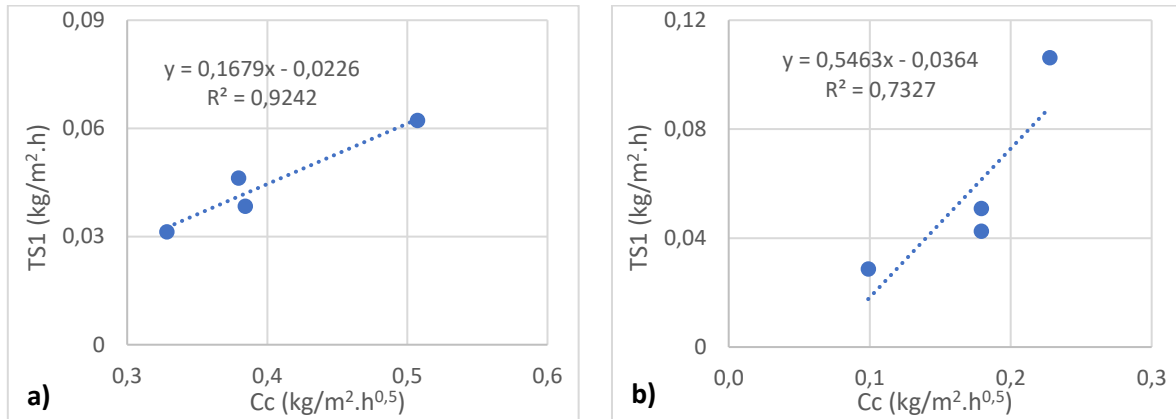 0,09
0,06
0,03
0
TS1 (kg/m².h)
y = 0,1679x - 0,0226
R² = 0,9242
0,3 0,4 0,5 0,6
Cc (kg/m².h⁰,⁵)
a)
0,12
0,08
0,04
0
TS1 (kg/m².h)
y = 0,5463x - 0,0364
R² = 0,7327
0,0 0,1 0,2 0,3
Cc (kg/m².h⁰,⁵)
b)